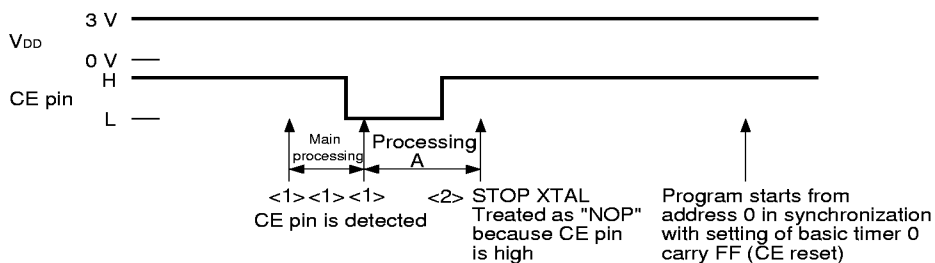 3 V
VDD
0 V
H
CE pin
L
Main
processing
Processing
A
<1> <1> <1>
CE pin is detected
<2> STOP XTAL
Treated as "NOP"
because CE pin
is high
Program starts from
address 0 in synchronization
with setting of basic timer 0
carry FF (CE reset)